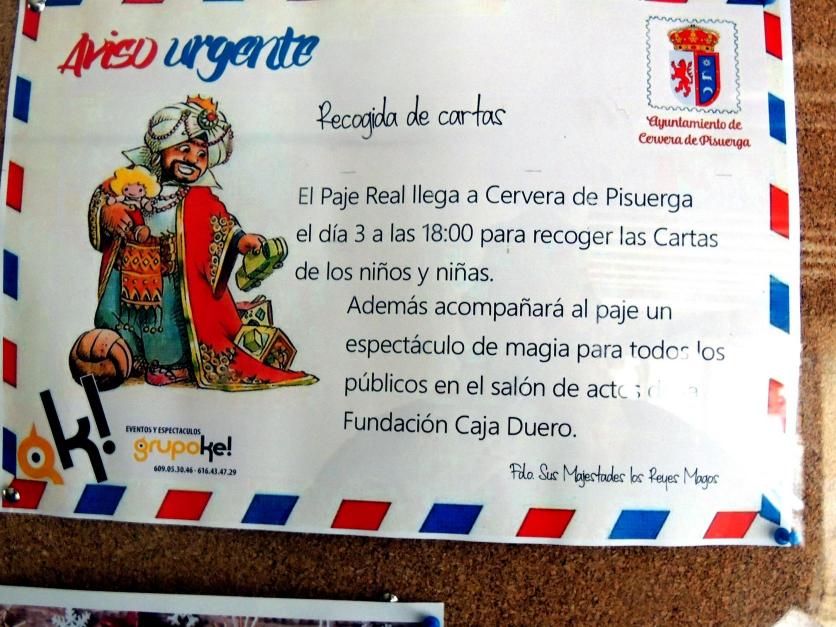 Aviso urgente
Ayuntamiento de
Cervera de Pisuerga
Recogida de cartas
El Paje Real llega a Cervera de Pisuerga
el día 3 a las 18:00 para recoger las Cartas
de los niños y niñas.
Además acompañará al paje un
espectáculo de magia para todos los
públicos en el salón de actos
Fundación Caja Duero.
Fdo. Sus Majestades los Reyes Magos
k!
EVENTOS Y ESPECTACULOS
grupoke!
609.05.30.46 - 616.43.47.29